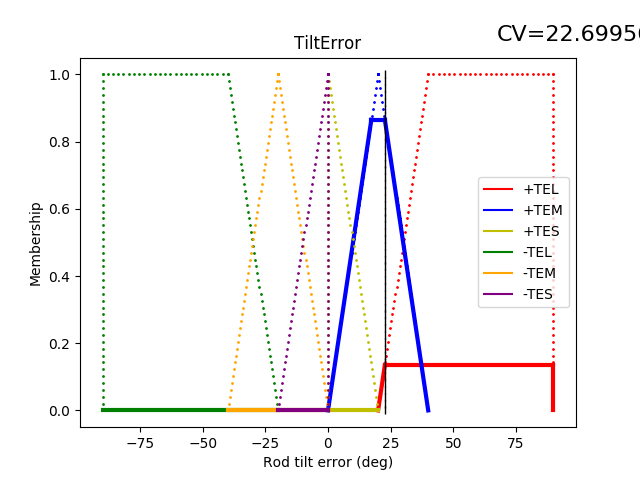 CV=22.6995
TiltError
Membership
1.0
0.8
0.6
0.4
0.2
0.0
+TEL
+TEM
+TES
-TEL
-TEM
-TES
−75 −50 −25 0 25 50 75
Rod tilt error (deg)